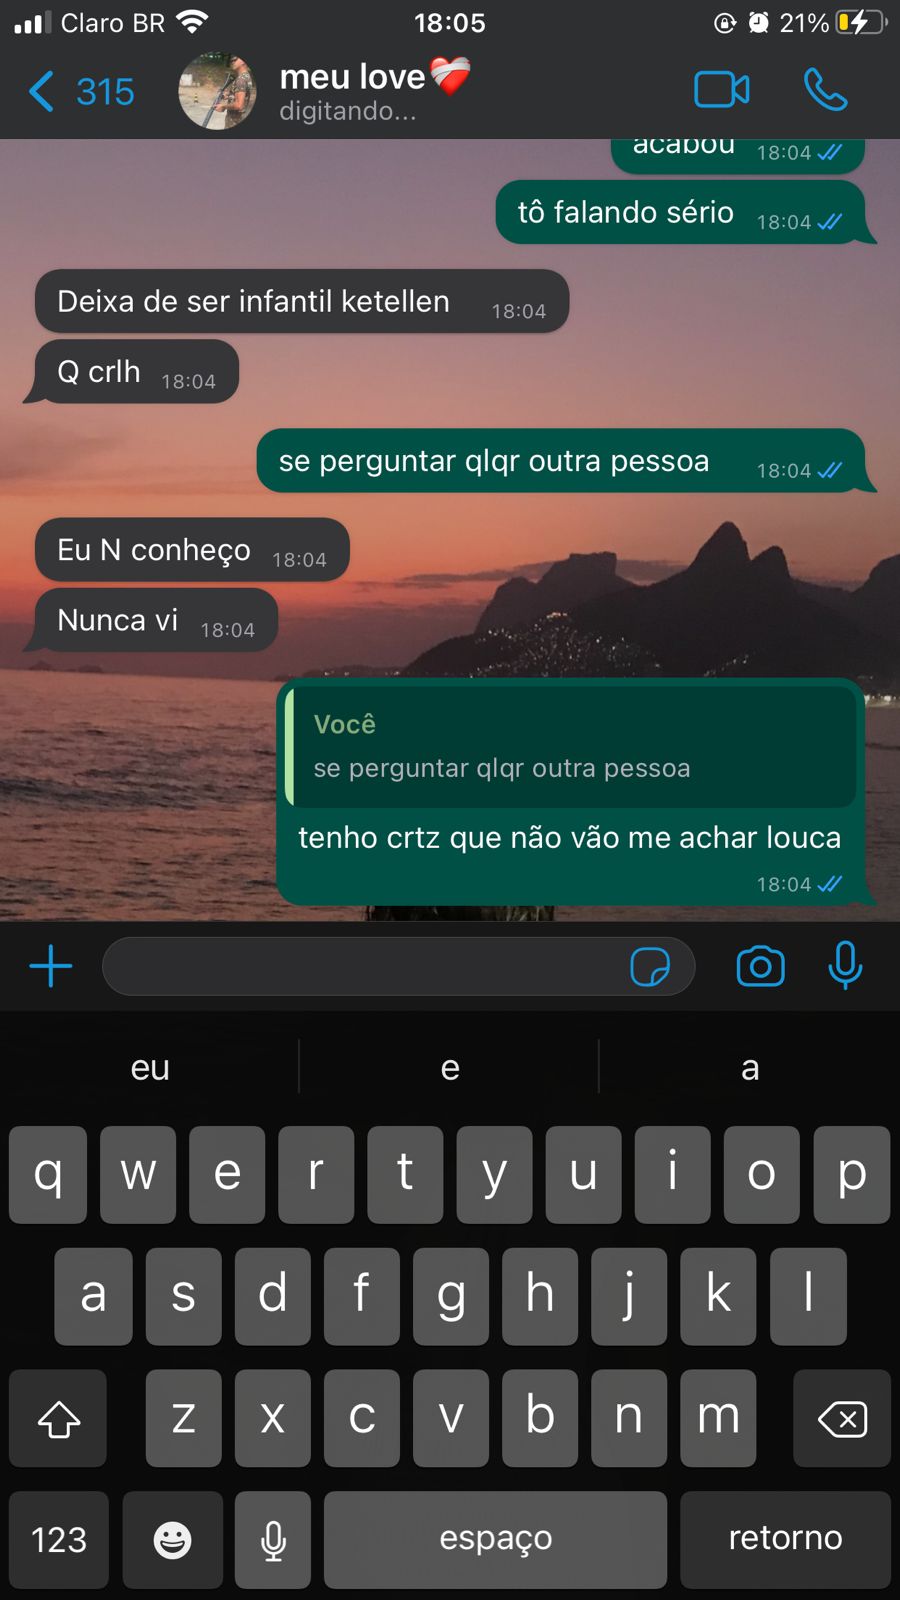 Claro BR 18:05 21%
315 meu love❤️‍🩹
digitando...
acabou 18:04
tô falando sério 18:04
Deixa de ser infantil ketellen 18:04
Q crlh 18:04
se perguntar qlqr outra pessoa 18:04
Eu N conheço 18:04
Nunca vi 18:04
Você
se perguntar qlqr outra pessoa
tenho crtz que não vão me achar louca
18:04
eu e a
q w e r t y u i o p
a s d f g h j k l
z x c v b n m
123 espaço retorno